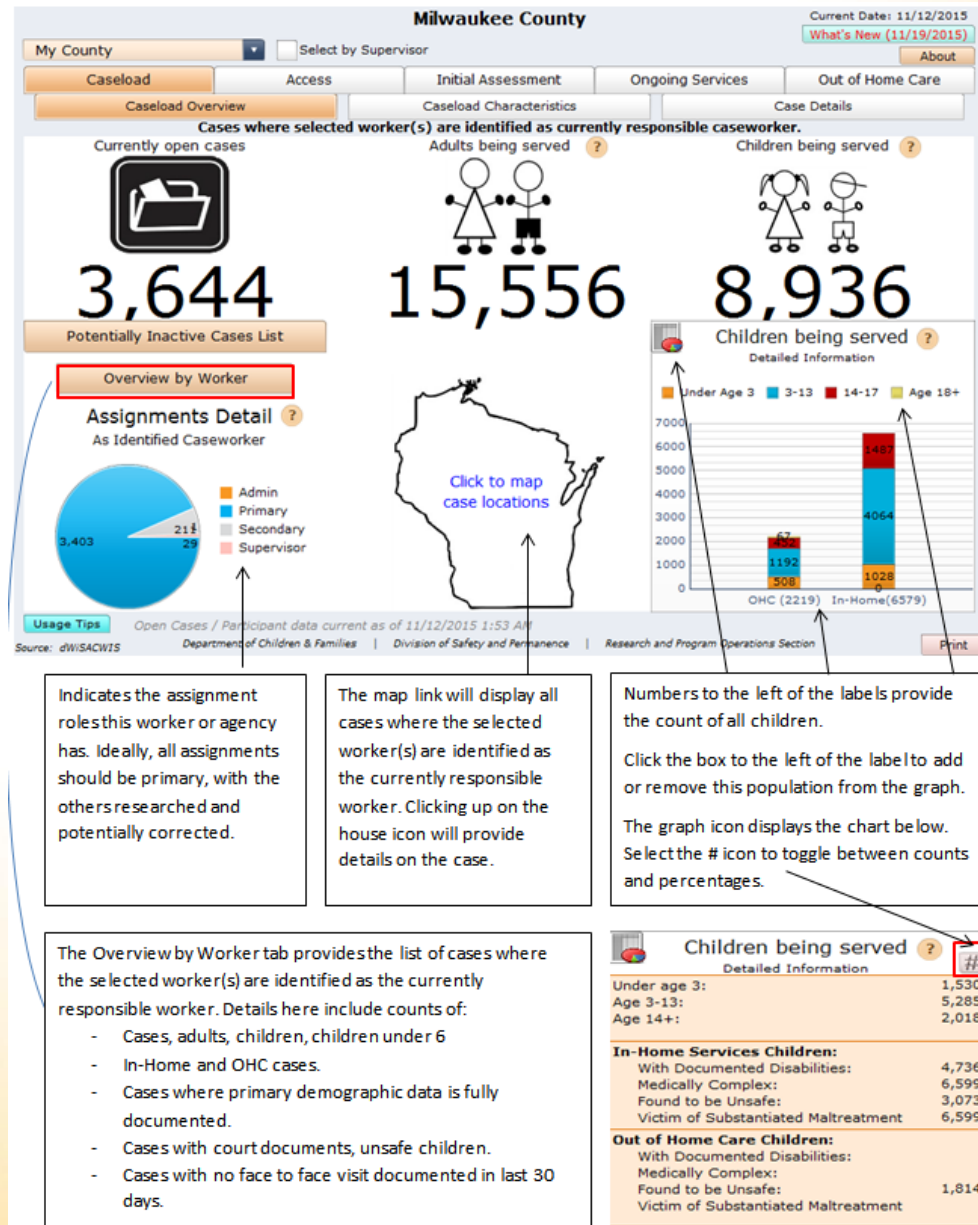 Milwaukee County
Current Date: 11/12/2015
What's New (11/19/2015)
My County
Select by Supervisor
About
Caseload
Access
Initial Assessment
Ongoing Services
Out of Home Care
Caseload Overview
Caseload Characteristics
Case Details
Cases where selected worker(s) are identified as currently responsible caseworker.
Currently open cases
Adults being served ?
Children being served ?
3,644
15,556
8,936
Potentially Inactive Cases List
Overview by Worker
Assignments Detail ?
As Identified Caseworker
3,403
29
Admin
Primary
Secondary
Supervisor
Click to map
case locations
Children being served ?
Detailed Information
Under Age 3
3-13
14-17
Age 18+
7000
6000
5000
4000
3000
2000
1000
0
67
1192
508
1487
4064
1028
0
OHC (2219)
In-Home(6579)
Usage Tips
Open Cases / Participant data current as of 11/12/2015 1:53 AM
Source: dWiSACWIS
Department of Children & Families | Division of Safety and Permanence | Research and Program Operations Section
Print
Indicates the assignment
roles this worker or agency
has. Ideally, all assignments
should be primary, with the
others researched and
potentially corrected.
The map link will display all
cases where the selected
worker(s) are identified as
the currently responsible
worker. Clicking up on the
house icon will provide
details on the case.
Numbers to the left of the labels provide
the count of all children.
Click the box to the left of the label to add
or remove this population from the graph.
The graph icon displays the chart below.
Select the # icon to toggle between counts
and percentages.
The Overview by Worker tab provides the list of cases where
the selected worker(s) are identified as the currently
responsible worker. Details here include counts of:
- Cases, adults, children, children under 6
- In-Home and OHC cases.
- Cases where primary demographic data is fully
documented.
- Cases with court documents, unsafe children.
- Cases with no face to face visit documented in last 30
days.
Children being served ?
#
Detailed Information
Under age 3: 1,530
Age 3-13: 5,285
Age 14+: 2,018
In-Home Services Children:
With Documented Disabilities: 4,736
Medically Complex: 6,599
Found to be Unsafe: 3,073
Victim of Substantiated Maltreatment 6,599
Out of Home Care Children:
With Documented Disabilities:
Medically Complex:
Found to be Unsafe: 1,814
Victim of Substantiated Maltreatment